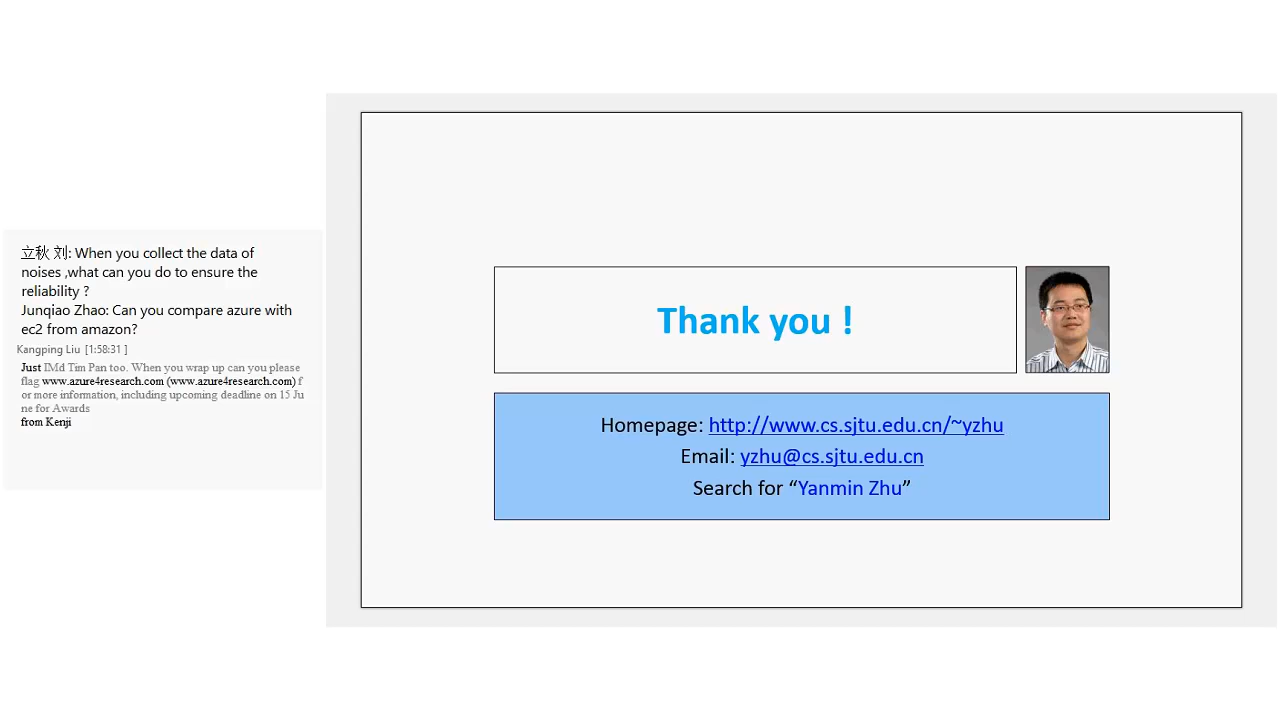 立秋 刘: When you collect the data of
noises ,what can you do to ensure the
reliability ?
Junqiao Zhao: Can you compare azure with
ec2 from amazon?
Kangping Liu [1:58:31 ]
Just IMd Tim Pan too. When you wrap up can you please
flag www.azure4research.com (www.azure4research.com) f
or more information, including upcoming deadline on 15 Ju
ne for Awards
from Kenji
Thank you !
Homepage: http://www.cs.sjtu.edu.cn/~yzhu
Email: yzhu@cs.sjtu.edu.cn
Search for “Yanmin Zhu”